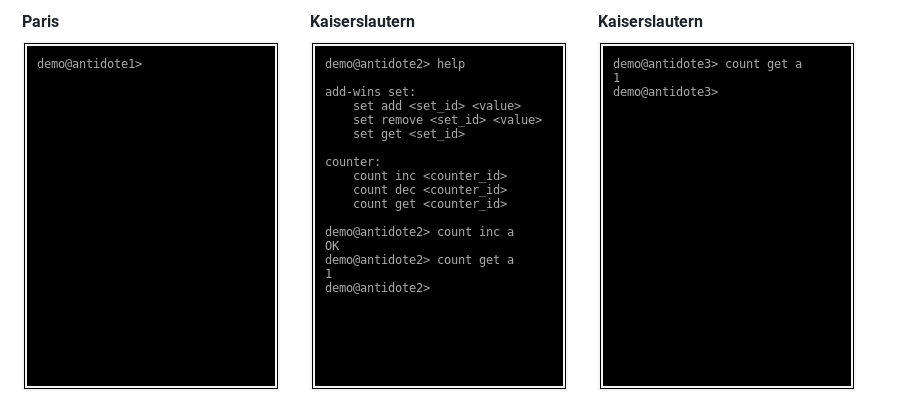 Paris
demo@antidote1>
Kaiserslautern
demo@antidote2> help
add-wins set:
    set add <set_id> <value>
    set remove <set_id> <value>
    set get <set_id>
counter:
    count inc <counter_id>
    count dec <counter_id>
    count get <counter_id>
demo@antidote2> count inc a
OK
demo@antidote2> count get a
1
demo@antidote2>
Kaiserslautern
demo@antidote3> count get a
1
demo@antidote3>